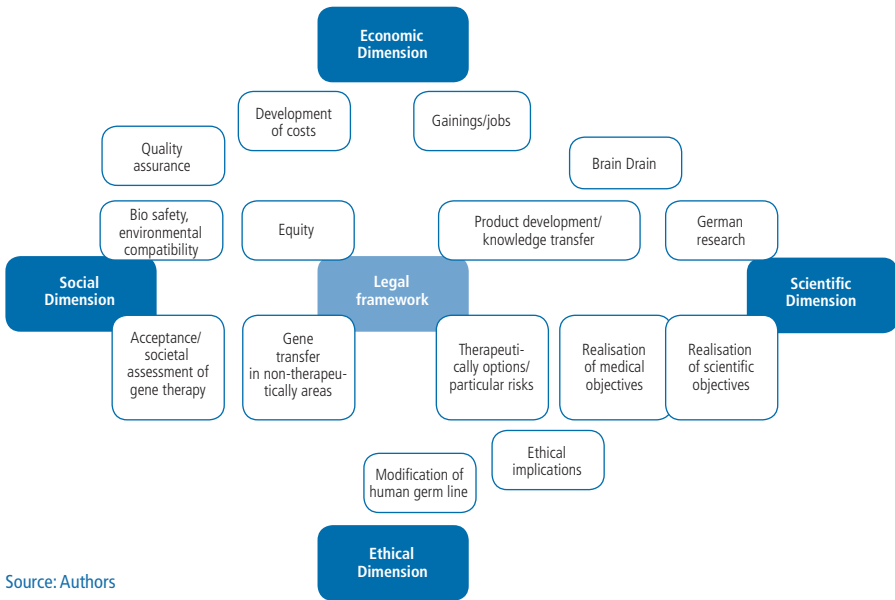 Economic
Dimension
Development
of costs
Gainings/jobs
Quality
assurance
Brain Drain
Bio safety,
environmental
compatibility
Equity
Product development/
knowledge transfer
German
research
Social
Dimension
Legal
framework
Scientific
Dimension
Acceptance/
societal
assessment of
gene therapy
Gene
transfer
in non-therapeu-
tically areas
Therapeuti-
cally options/
particular risks
Realisation
of medical
objectives
Realisation
of scientific
objectives
Ethical
implications
Modification of
human germ line
Ethical
Dimension
Source: Authors